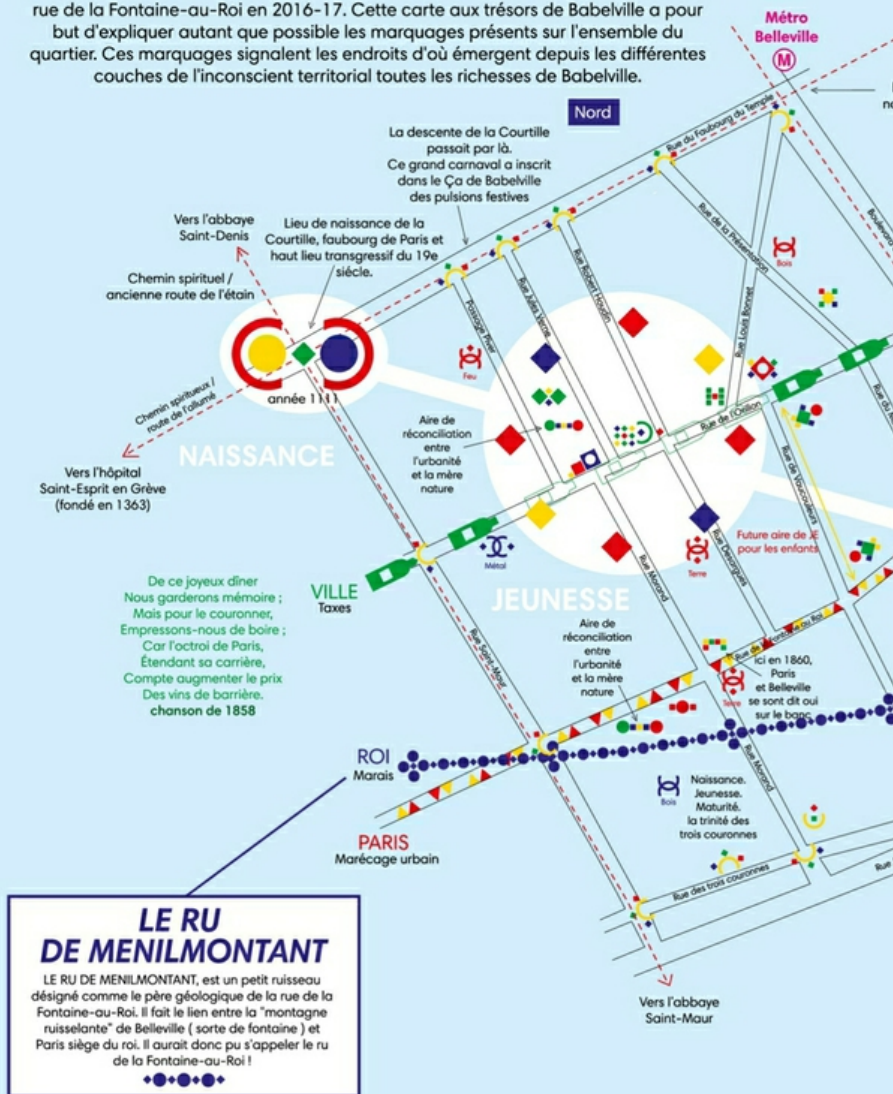 rue de la Fontaine-au-Roi en 2016-17. Cette carte aux trésors de Babelville a pour
but d'expliquer autant que possible les marquages présents sur l'ensemble du
quartier. Ces marquages signalent les endroits d'où émergent depuis les différentes
couches de l'inconscient territorial toutes les richesses de Babelville.
Métro
Belleville
M
Nord
Rue du Faubourg du Temple
La descente de la Courtille
passait par là.
Ce grand carnaval a inscrit
dans le Ça de Babelville
des pulsions festives
Vers l'abbaye
Saint-Denis
Lieu de naissance de la
Courtille, faubourg de Paris et
haut lieu transgressif du 19e
siécle.
Chemin spirituel /
ancienne route de l'étain
Rue de la Présentation
Bois
Rue Robert Houdin
Rue Jules Verne
Passage Piver
Rue Louis Bonnet
Feu
année 1111
Chemin spiritueux /
route de l'allumé
NAISSANCE
Vers l'hôpital
Saint-Esprit en Grève
(fondé en 1363)
Aire de
réconciliation
entre
l'urbanité
et la mère
nature
Rue de l'Orillon
Rue de Vaucouleurs
Métal
Rue Desargues
Terre
Future aire de JE
pour les enfants
De ce joyeux dîner
Nous garderons mémoire ;
Mais pour le couronner,
Empressons-nous de boire ;
Car l'octroi de Paris,
Étendant sa carrière,
Compte augmenter le prix
Des vins de barrière.
chanson de 1858
VILLE
Taxes
JEUNESSE
Rue Morand
Rue Saint-Maur
Aire de
réconciliation
entre
l'urbanité
et la mère
nature
Rue de la Fontaine au Roi
Terre
Ici en 1860,
Paris
et Belleville
se sont dit oui
sur le banc
ROI
Marais
Rue Morand
Bois
Naissance.
Jeunesse.
Maturité.
la trinité des
trois couronnes
PARIS
Marécage urbain
Rue des trois couronnes
Rue
LE RU
DE MENILMONTANT
LE RU DE MENILMONTANT, est un petit ruisseau
désigné comme le père géologique de la rue de la
Fontaine-au-Roi. Il fait le lien entre la "montagne
ruisselante" de Belleville ( sorte de fontaine ) et
Paris siège du roi. Il aurait donc pu s'appeler le ru
de la Fontaine-au-Roi !
Vers l'abbaye
Saint-Maur